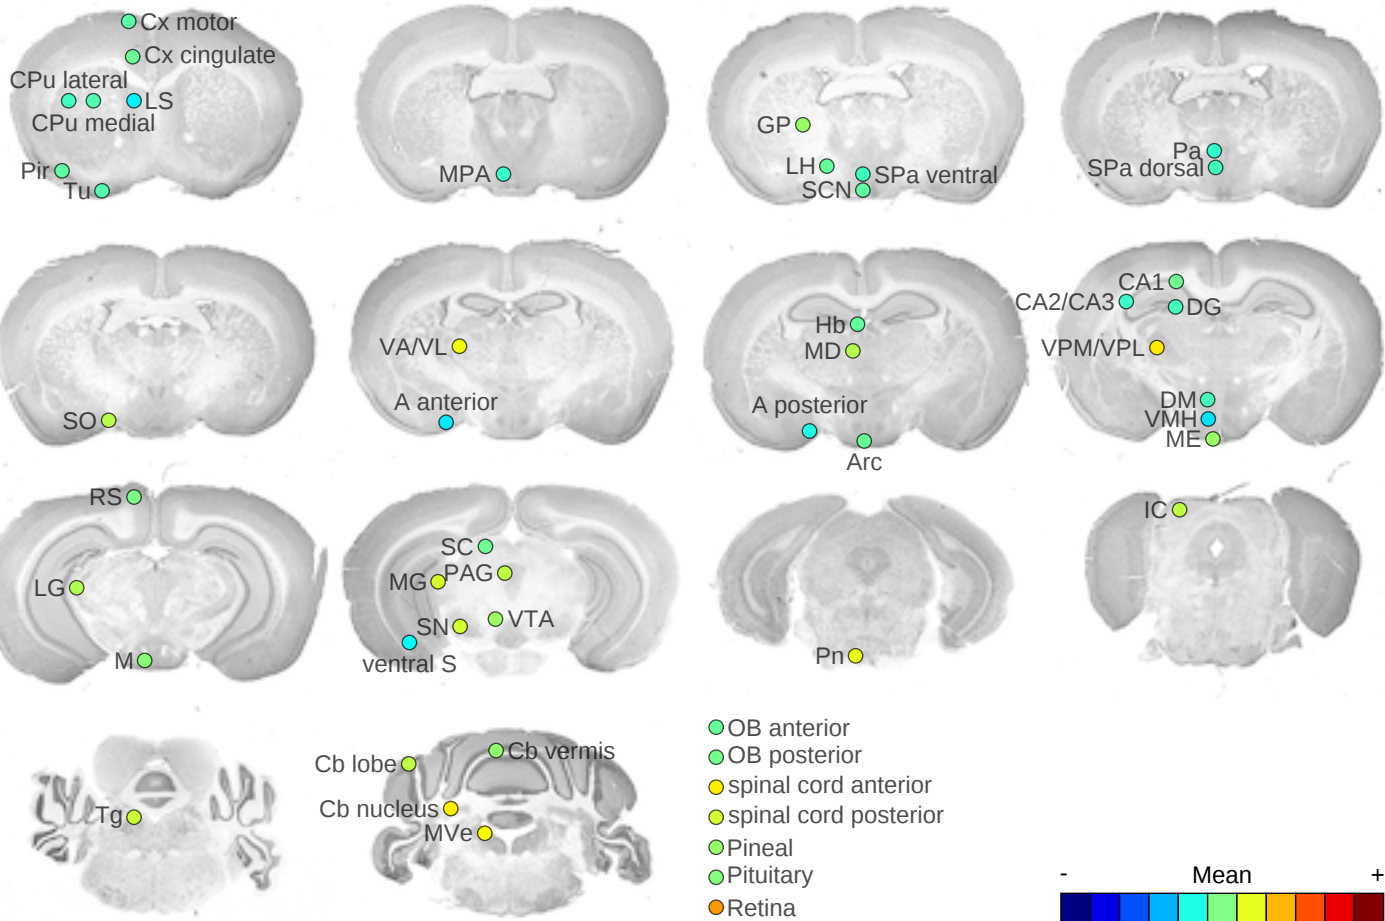 Cx motor
Cx cingulate
CPu lateral
LS
CPu medial
Pir
Tu
MPA
GP
LH
SPa ventral
SCN
Pa
SPa dorsal
SO
VA/VL
A anterior
Hb
MD
A posterior
Arc
CA1
CA2/CA3
DG
VPM/VPL
DM
VMH
ME
RS
LG
M
SC
MG
PAG
SN
VTA
ventral S
Pn
IC
Tg
Cb lobe
Cb vermis
Cb nucleus
MVe
OB anterior
OB posterior
spinal cord anterior
spinal cord posterior
Pineal
Pituitary
Retina
- Mean +